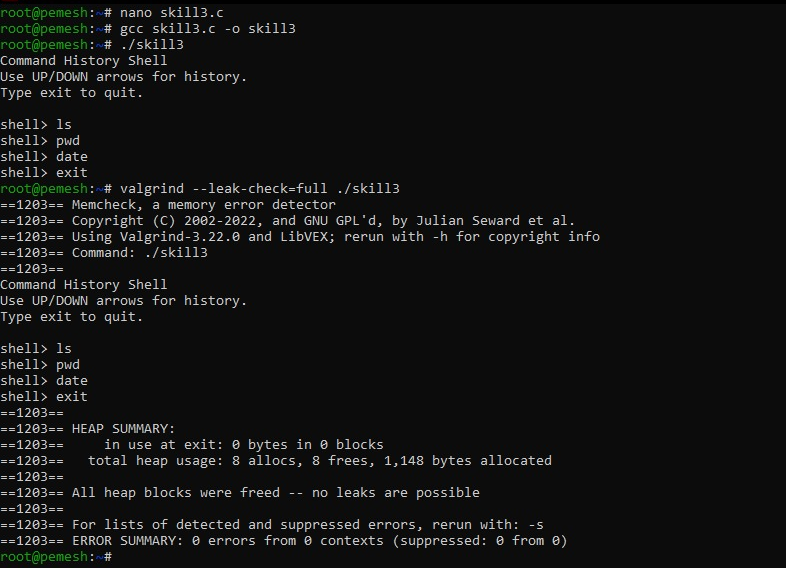 root@pemesh:~# nano skill3.c
root@pemesh:~# gcc skill3.c -o skill3
root@pemesh:~# ./skill3
Command History Shell
Use UP/DOWN arrows for history.
Type exit to quit.

shell> ls
shell> pwd
shell> date
shell> exit
root@pemesh:~# valgrind --leak-check=full ./skill3
==1203== Memcheck, a memory error detector
==1203== Copyright (C) 2002-2022, and GNU GPL'd, by Julian Seward et al.
==1203== Using Valgrind-3.22.0 and LibVEX; rerun with -h for copyright info
==1203== Command: ./skill3
==1203==
Command History Shell
Use UP/DOWN arrows for history.
Type exit to quit.

shell> ls
shell> pwd
shell> date
shell> exit
==1203==
==1203== HEAP SUMMARY:
==1203==     in use at exit: 0 bytes in 0 blocks
==1203==   total heap usage: 8 allocs, 8 frees, 1,148 bytes allocated
==1203==
==1203== All heap blocks were freed -- no leaks are possible
==1203==
==1203== For lists of detected and suppressed errors, rerun with: -s
==1203== ERROR SUMMARY: 0 errors from 0 contexts (suppressed: 0 from 0)
root@pemesh:~#